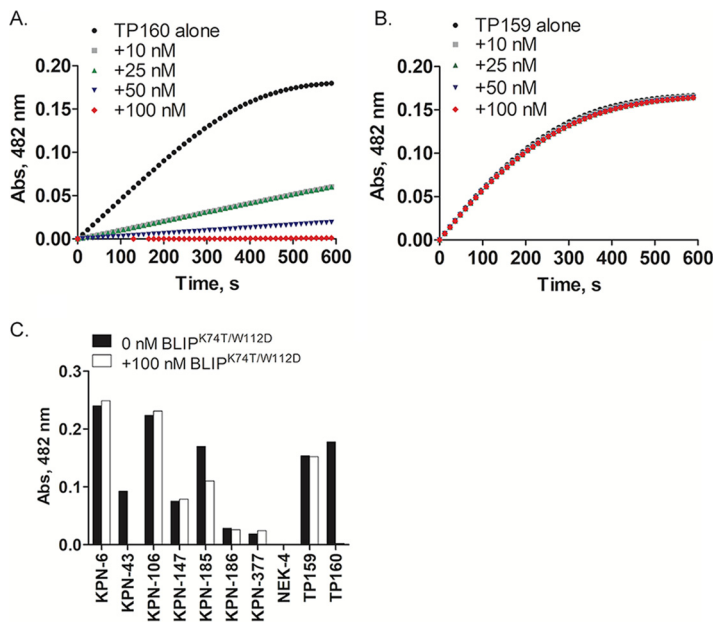 A.
TP160 alone
+10 nM
+25 nM
+50 nM
+100 nM
Abs, 482 nm
0.20
0.15
0.10
0.05
0.00
0 100 200 300 400 500 600
Time, s
B.
TP159 alone
+10 nM
+25 nM
+50 nM
+100 nM
Abs, 482 nm
0.20
0.15
0.10
0.05
0.00
0 100 200 300 400 500 600
Time, s
C.
0 nM BLIPK74T/W112D
+100 nM BLIPK74T/W112D
Abs, 482 nm
0.3
0.2
0.1
0.0
KPN-6
KPN-43
KPN-106
KPN-147
KPN-185
KPN-186
KPN-377
NEK-4
TP159
TP160